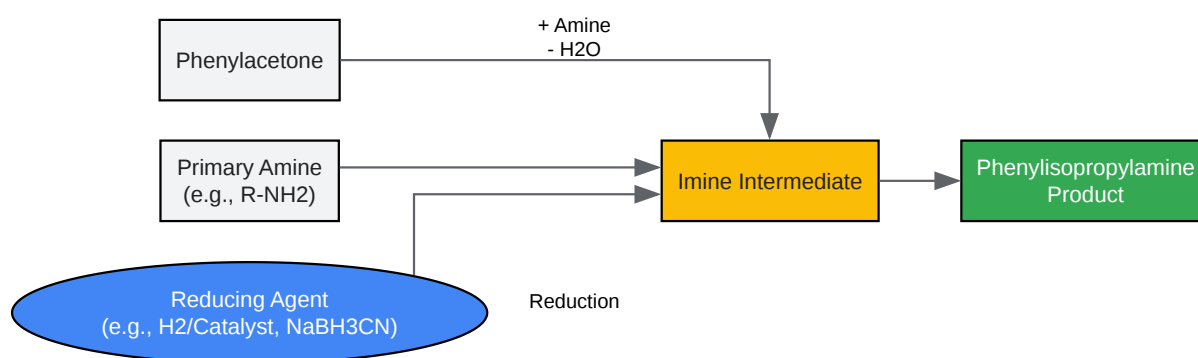 + Amine
- H2O
Phenylacetone
Primary Amine
(e.g., R-NH2)
Imine Intermediate
Phenylisopropylamine
Product
Reducing Agent
(e.g., H2/Catalyst, NaBH3CN)
Reduction